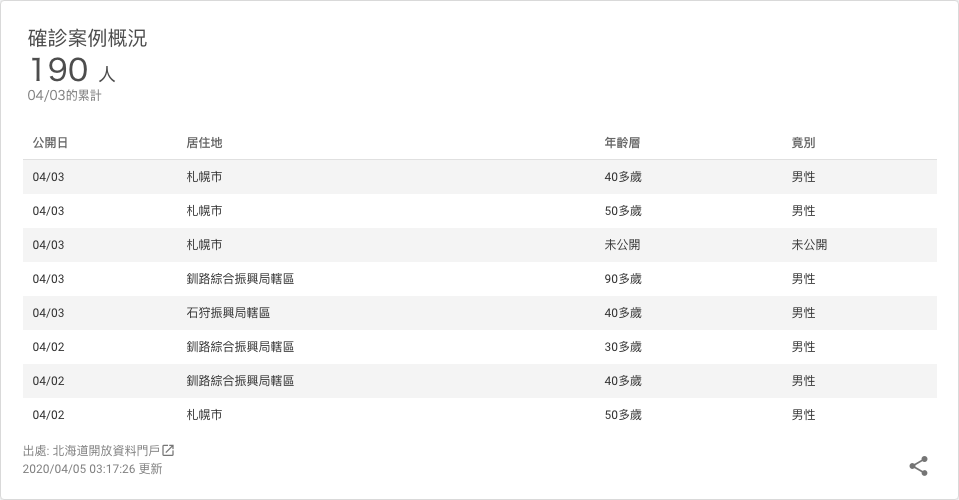 確診案例概況
190 人
04/03的累計
公開日 居住地 年齡層 竟別
04/03 札幌市 40多歲 男性
04/03 札幌市 50多歲 男性
04/03 札幌市 未公開 未公開
04/03 釧路綜合振興局轄區 90多歲 男性
04/03 石狩振興局轄區 40多歲 男性
04/02 釧路綜合振興局轄區 30多歲 男性
04/02 釧路綜合振興局轄區 40多歲 男性
04/02 札幌市 50多歲 男性
出處: 北海道開放資料門戶
2020/04/05 03:17:26 更新